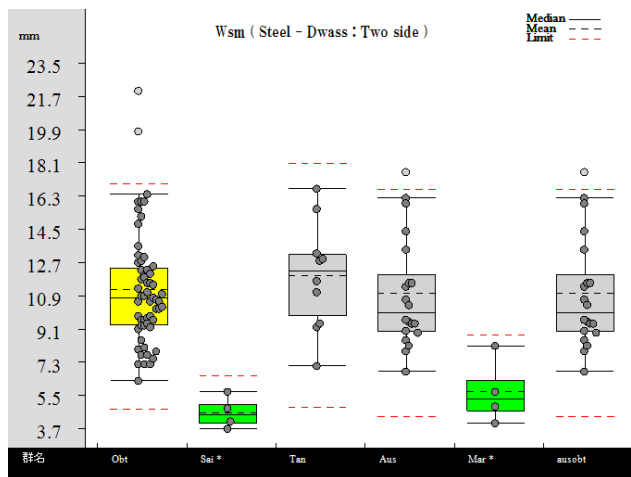 mm
Wsm ( Steel - Dwass : Two side )
Median
Mean
Limit
23.5
21.7
19.9
18.1
16.3
14.5
12.7
10.9
9.1
7.3
5.5
3.7
群名 Obt Sai * Tan Aus Mar * ausobt